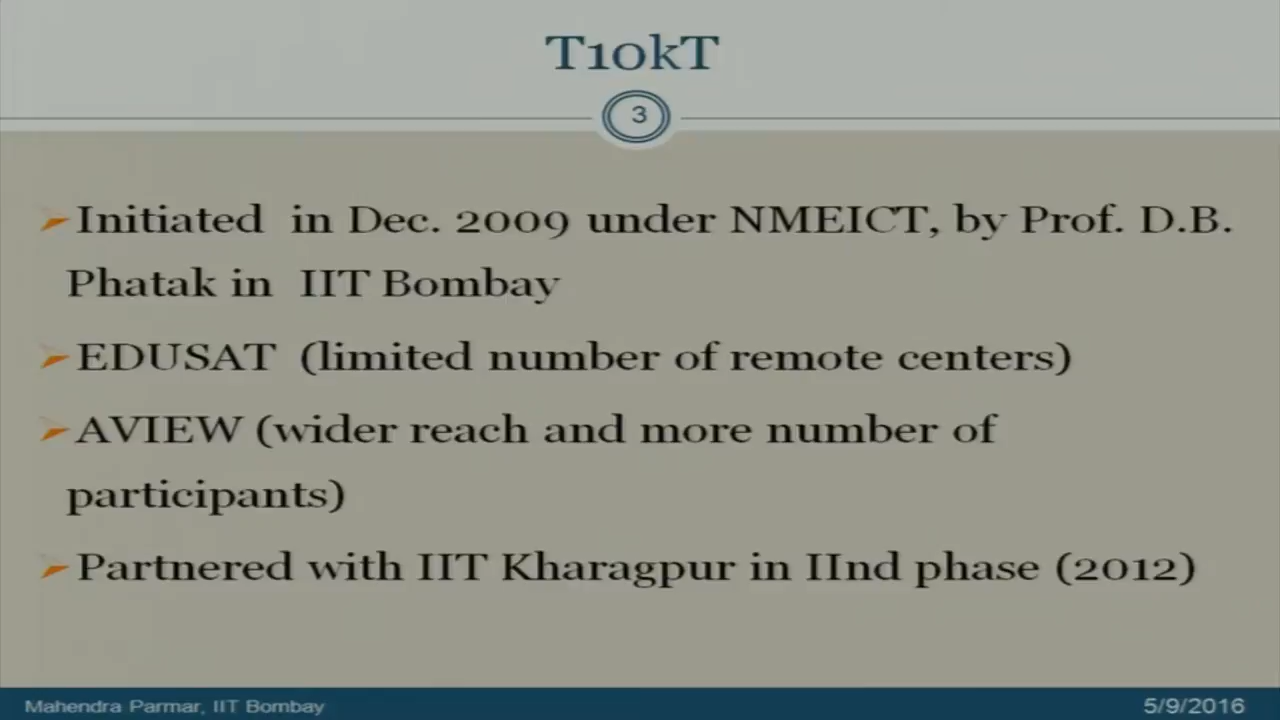 T10kT
3
➢Initiated in Dec. 2009 under NMEICT, by Prof. D.B.
Phatak in IIT Bombay
➢EDUSAT (limited number of remote centers)
➢AVIEW (wider reach and more number of
participants)
➢Partnered with IIT Kharagpur in IInd phase (2012)
Mahendra Parmar, IIT Bombay
5/9/2016